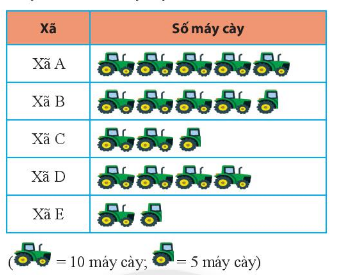 Xã Số máy cày
Xã A
Xã B
Xã C
Xã D
Xã E
( = 10 máy cày; = 5 máy cày)